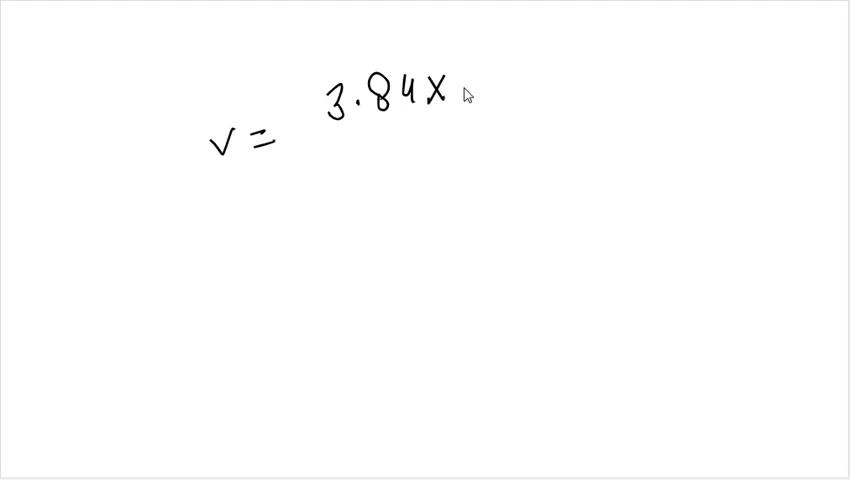 v = 3.84x